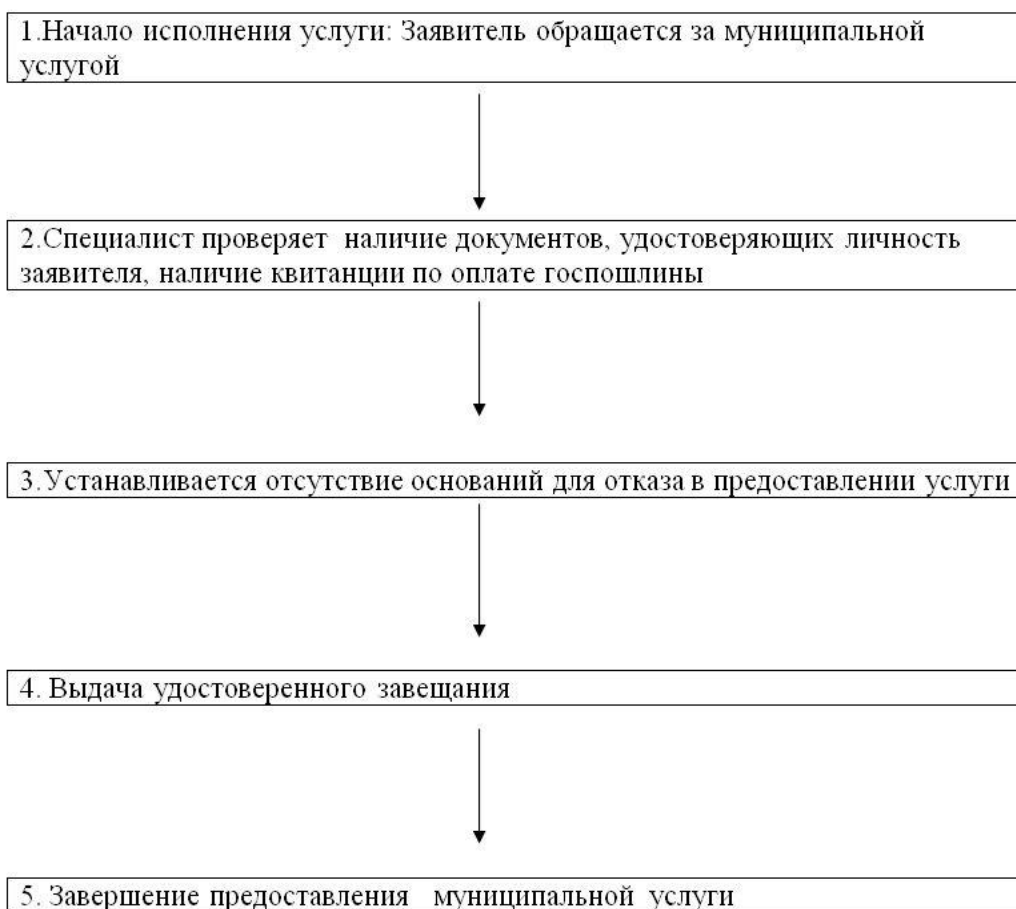 1.Начало исполнения услуги: Заявитель обращается за муниципальной
услугой
2.Специалист проверяет наличие документов, удостоверяющих личность
заявителя, наличие квитанции по оплате госпошлины
3.Устанавливается отсутствие оснований для отказа в предоставлении услуги
4. Выдача удостоверенного завещания
5. Завершение предоставления муниципальной услуги